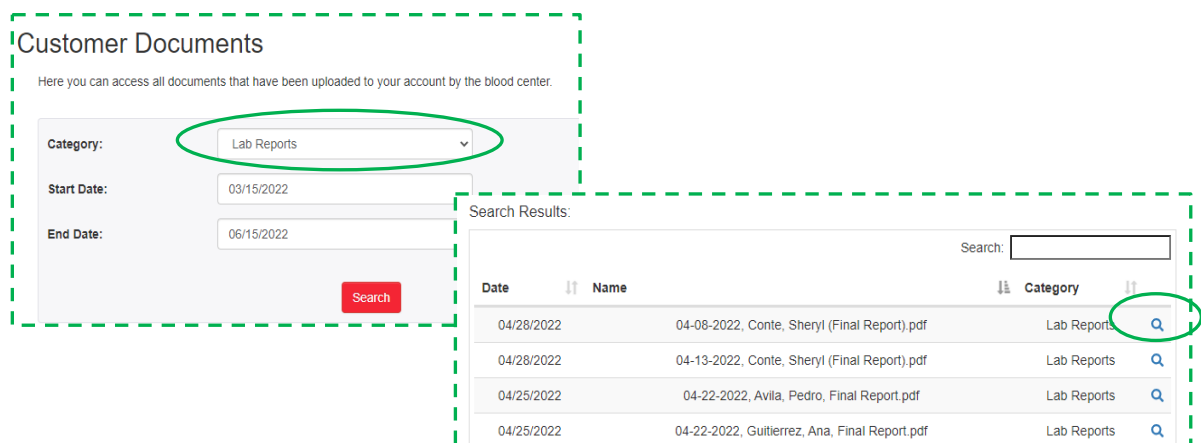 Customer Documents
Here you can access all documents that have been uploaded to your account by the blood center.
Category: Lab Reports
Start Date: 03/15/2022
End Date: 06/15/2022
Search
Search Results:
Search:
Date Name Category
04/28/2022 04-08-2022, Conte, Sheryl (Final Report).pdf Lab Reports
04/28/2022 04-13-2022, Conte, Sheryl (Final Report).pdf Lab Reports
04/25/2022 04-22-2022, Avila, Pedro, Final Report.pdf Lab Reports
04/25/2022 04-22-2022, Guitierrez, Ana, Final Report.pdf Lab Reports